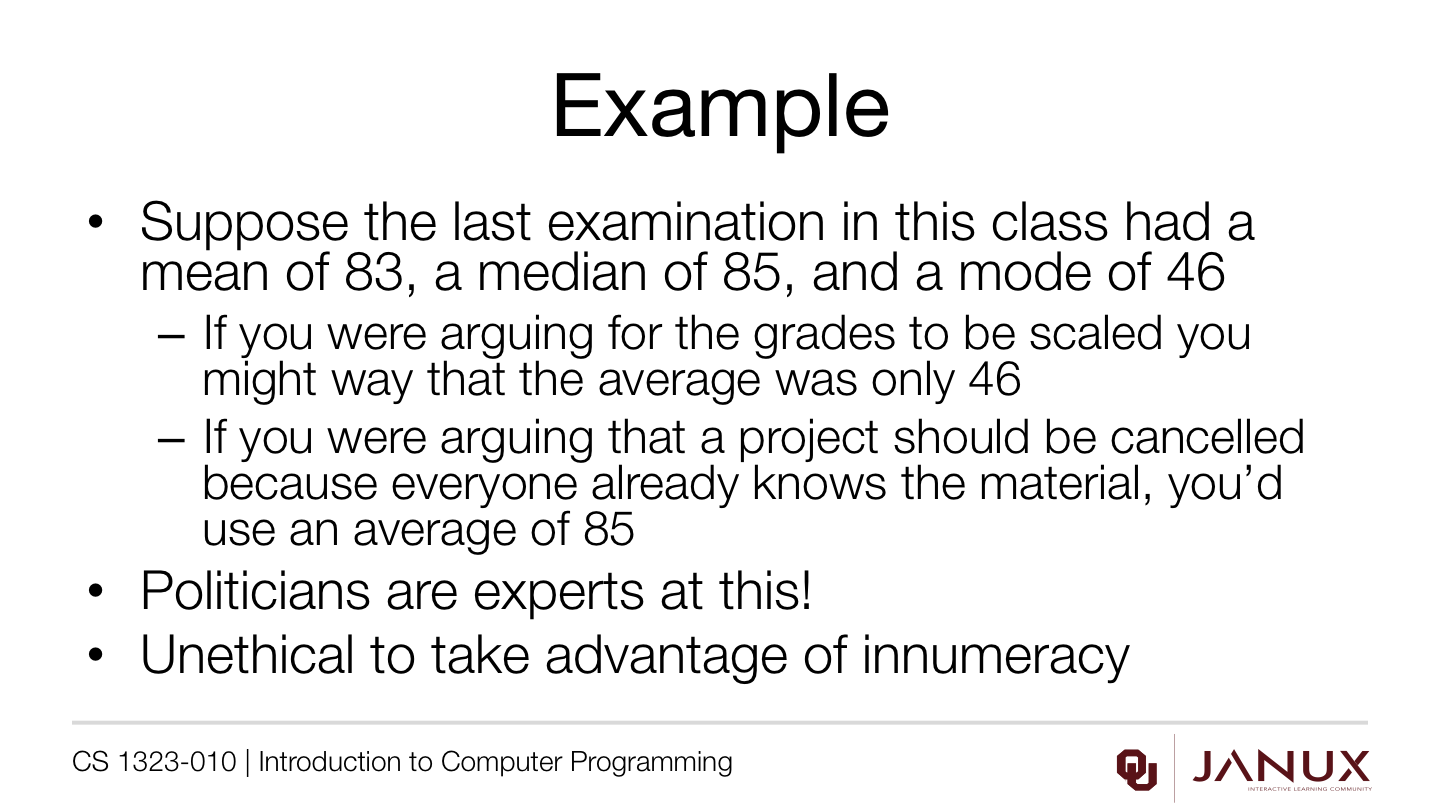 Example
• Suppose the last examination in this class had a
mean of 83, a median of 85, and a mode of 46
– If you were arguing for the grades to be scaled you
might way that the average was only 46
– If you were arguing that a project should be cancelled
because everyone already knows the material, you’d
use an average of 85
• Politicians are experts at this!
• Unethical to take advantage of innumeracy
CS 1323-010 | Introduction to Computer Programming
OU
JANUX
INTERACTIVE LEARNING COMMUNITY